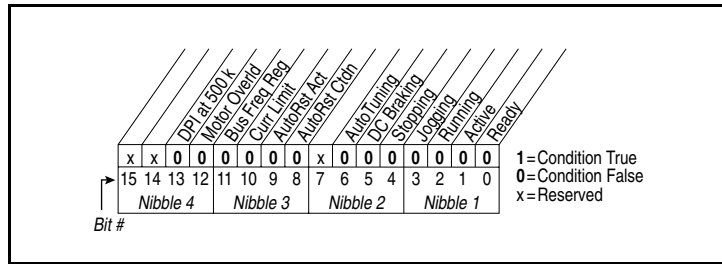 DPI at 500 k
Motor Overld
Bus Freq Reg
Curr Limit
AutoRst Act
AutoRst Ctdn
AutoTuning
DC Braking
Stopping
Jogging
Running
Active
Ready
x x 0 0 0 0 0 0 x 0 0 0 0 0 0 0
15 14 13 12 11 10 9 8 7 6 5 4 3 2 1 0
Nibble 4 Nibble 3 Nibble 2 Nibble 1
Bit #
1=Condition True
0=Condition False
x=Reserved